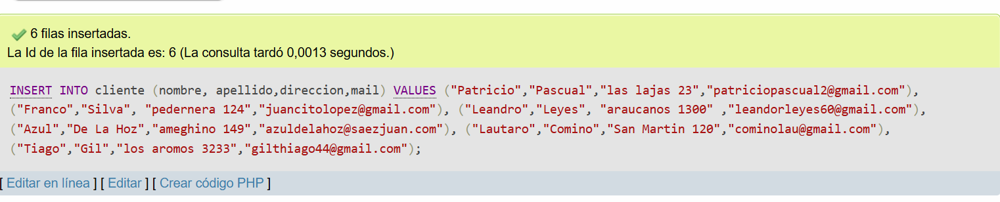 6 filas insertadas.
La Id de la fila insertada es: 6 (La consulta tardó 0,0013 segundos.)
INSERT INTO cliente (nombre, apellido,direccion,mail) VALUES ("Patricio","Pascual","las lajas 23","patriciopascual2@gmail.com"),
("Franco","Silva", "pedernera 124","juancitolopez@gmail.com"), ("Leandro","Leyes", "araucanos 1300" ,"leandorleyes60@gmail.com"),
("Azul","De La Hoz","ameghino 149","azuldelahoz@saezjuan.com"), ("Lautaro","Comino","San Martin 120","cominolau@gmail.com"),
("Tiago","Gil","los aromos 3233","gilthiago44@gmail.com");
[ Editar en línea ] [ Editar ] [ Crear código PHP ]